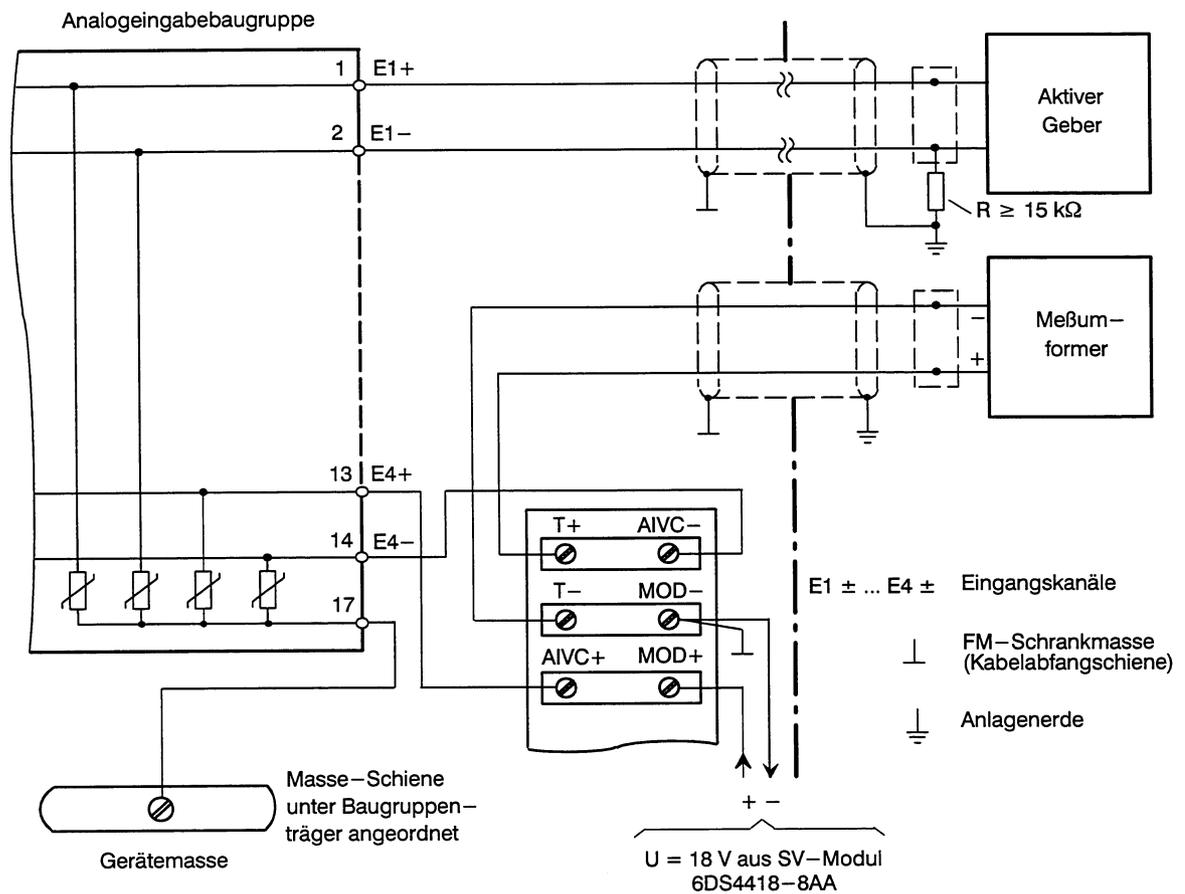 Analogeingabebaugruppe
1 E1+
2 E1−
Aktiver
Geber
R ≥ 15 kΩ
−
+
Meßum−
former
13 E4+
14 E4−
17
T+ AIVC−
T− MOD−
AIVC+ MOD+
E1 ± ... E4 ± Eingangskanäle
FM−Schrankmasse
(Kabelabfangschiene)
Anlagenerde
Masse−Schiene
unter Baugruppen−
träger angeordnet
Gerätemasse
+ −
U = 18 V aus SV−Modul
6DS4418−8AA